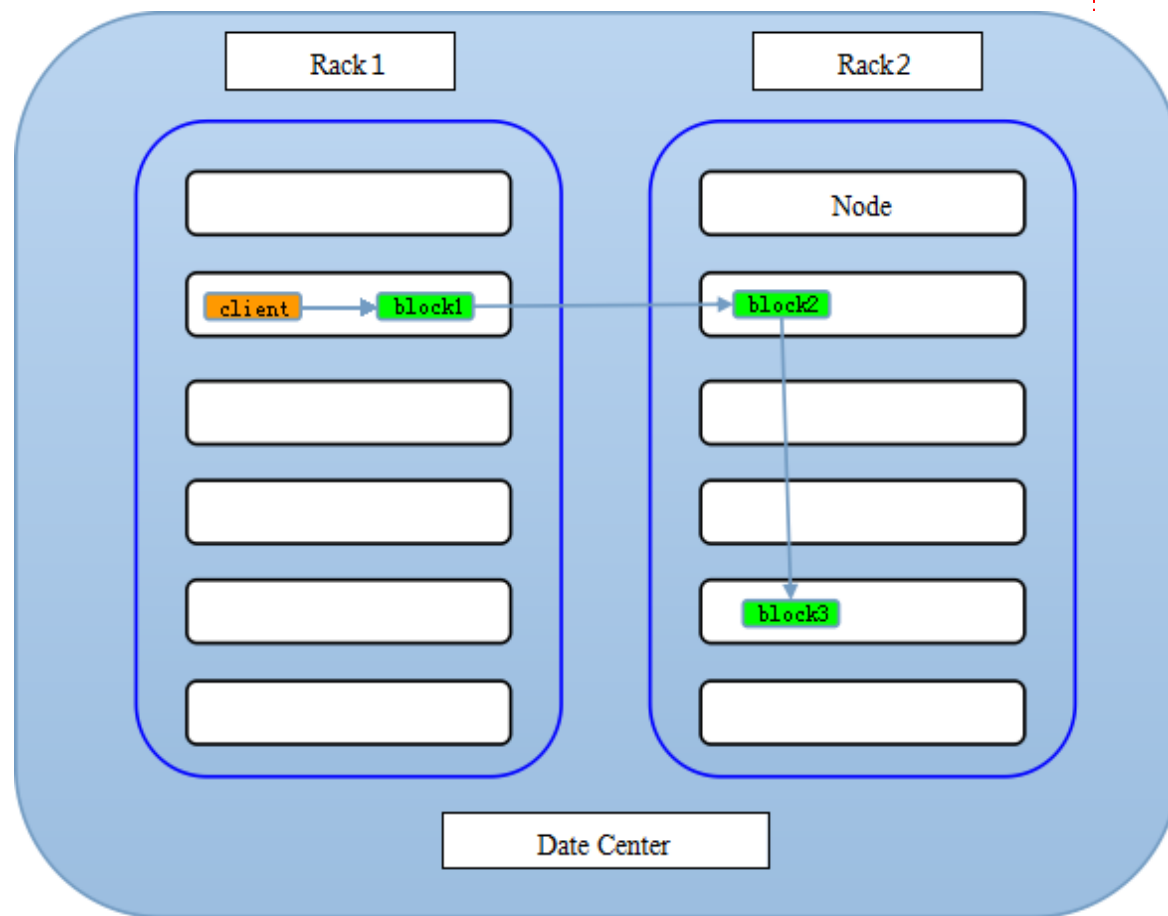 Rack 1
Rack2
Node
client
block1
block2
block3
Date Center